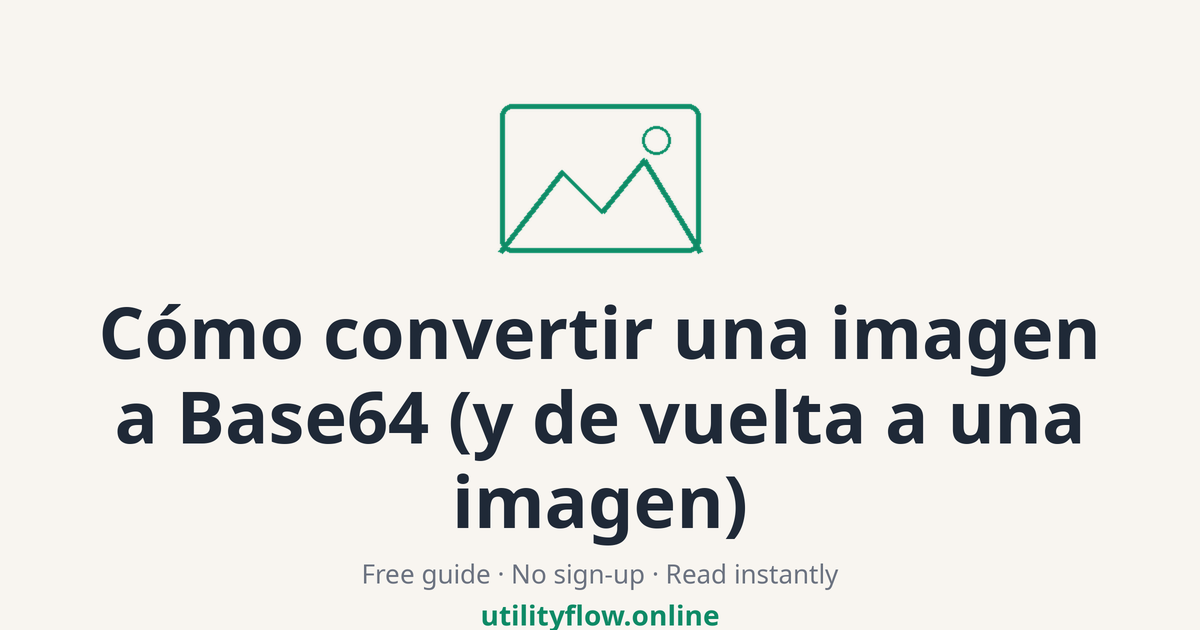 Cómo convertir una imagen
a Base64 (y de vuelta a una
imagen)
Free guide · No sign-up · Read instantly
utilityflow.online